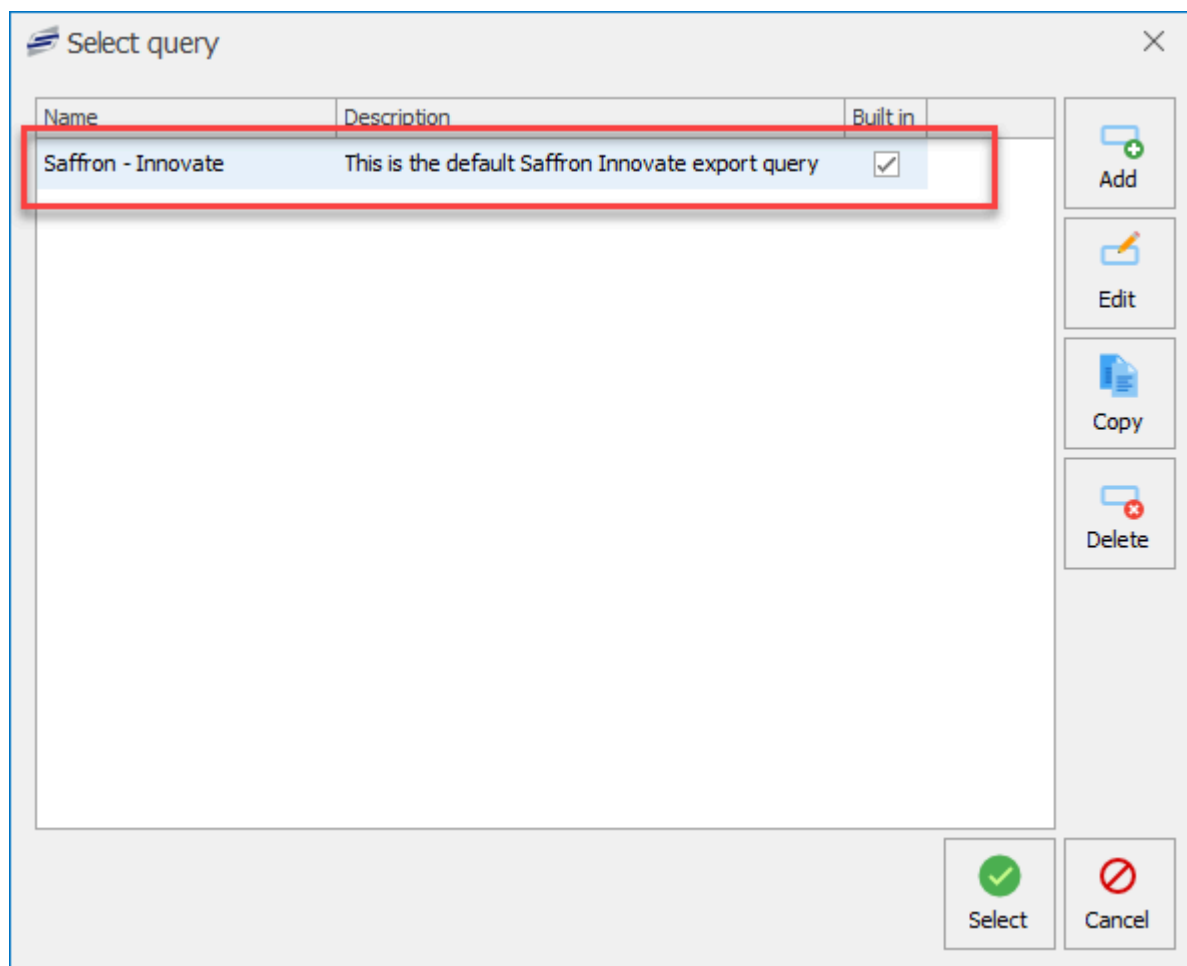 Select query
Name Description Built in
Saffron - Innovate This is the default Saffron Innovate export query
Add
Edit
Copy
Delete
Select Cancel